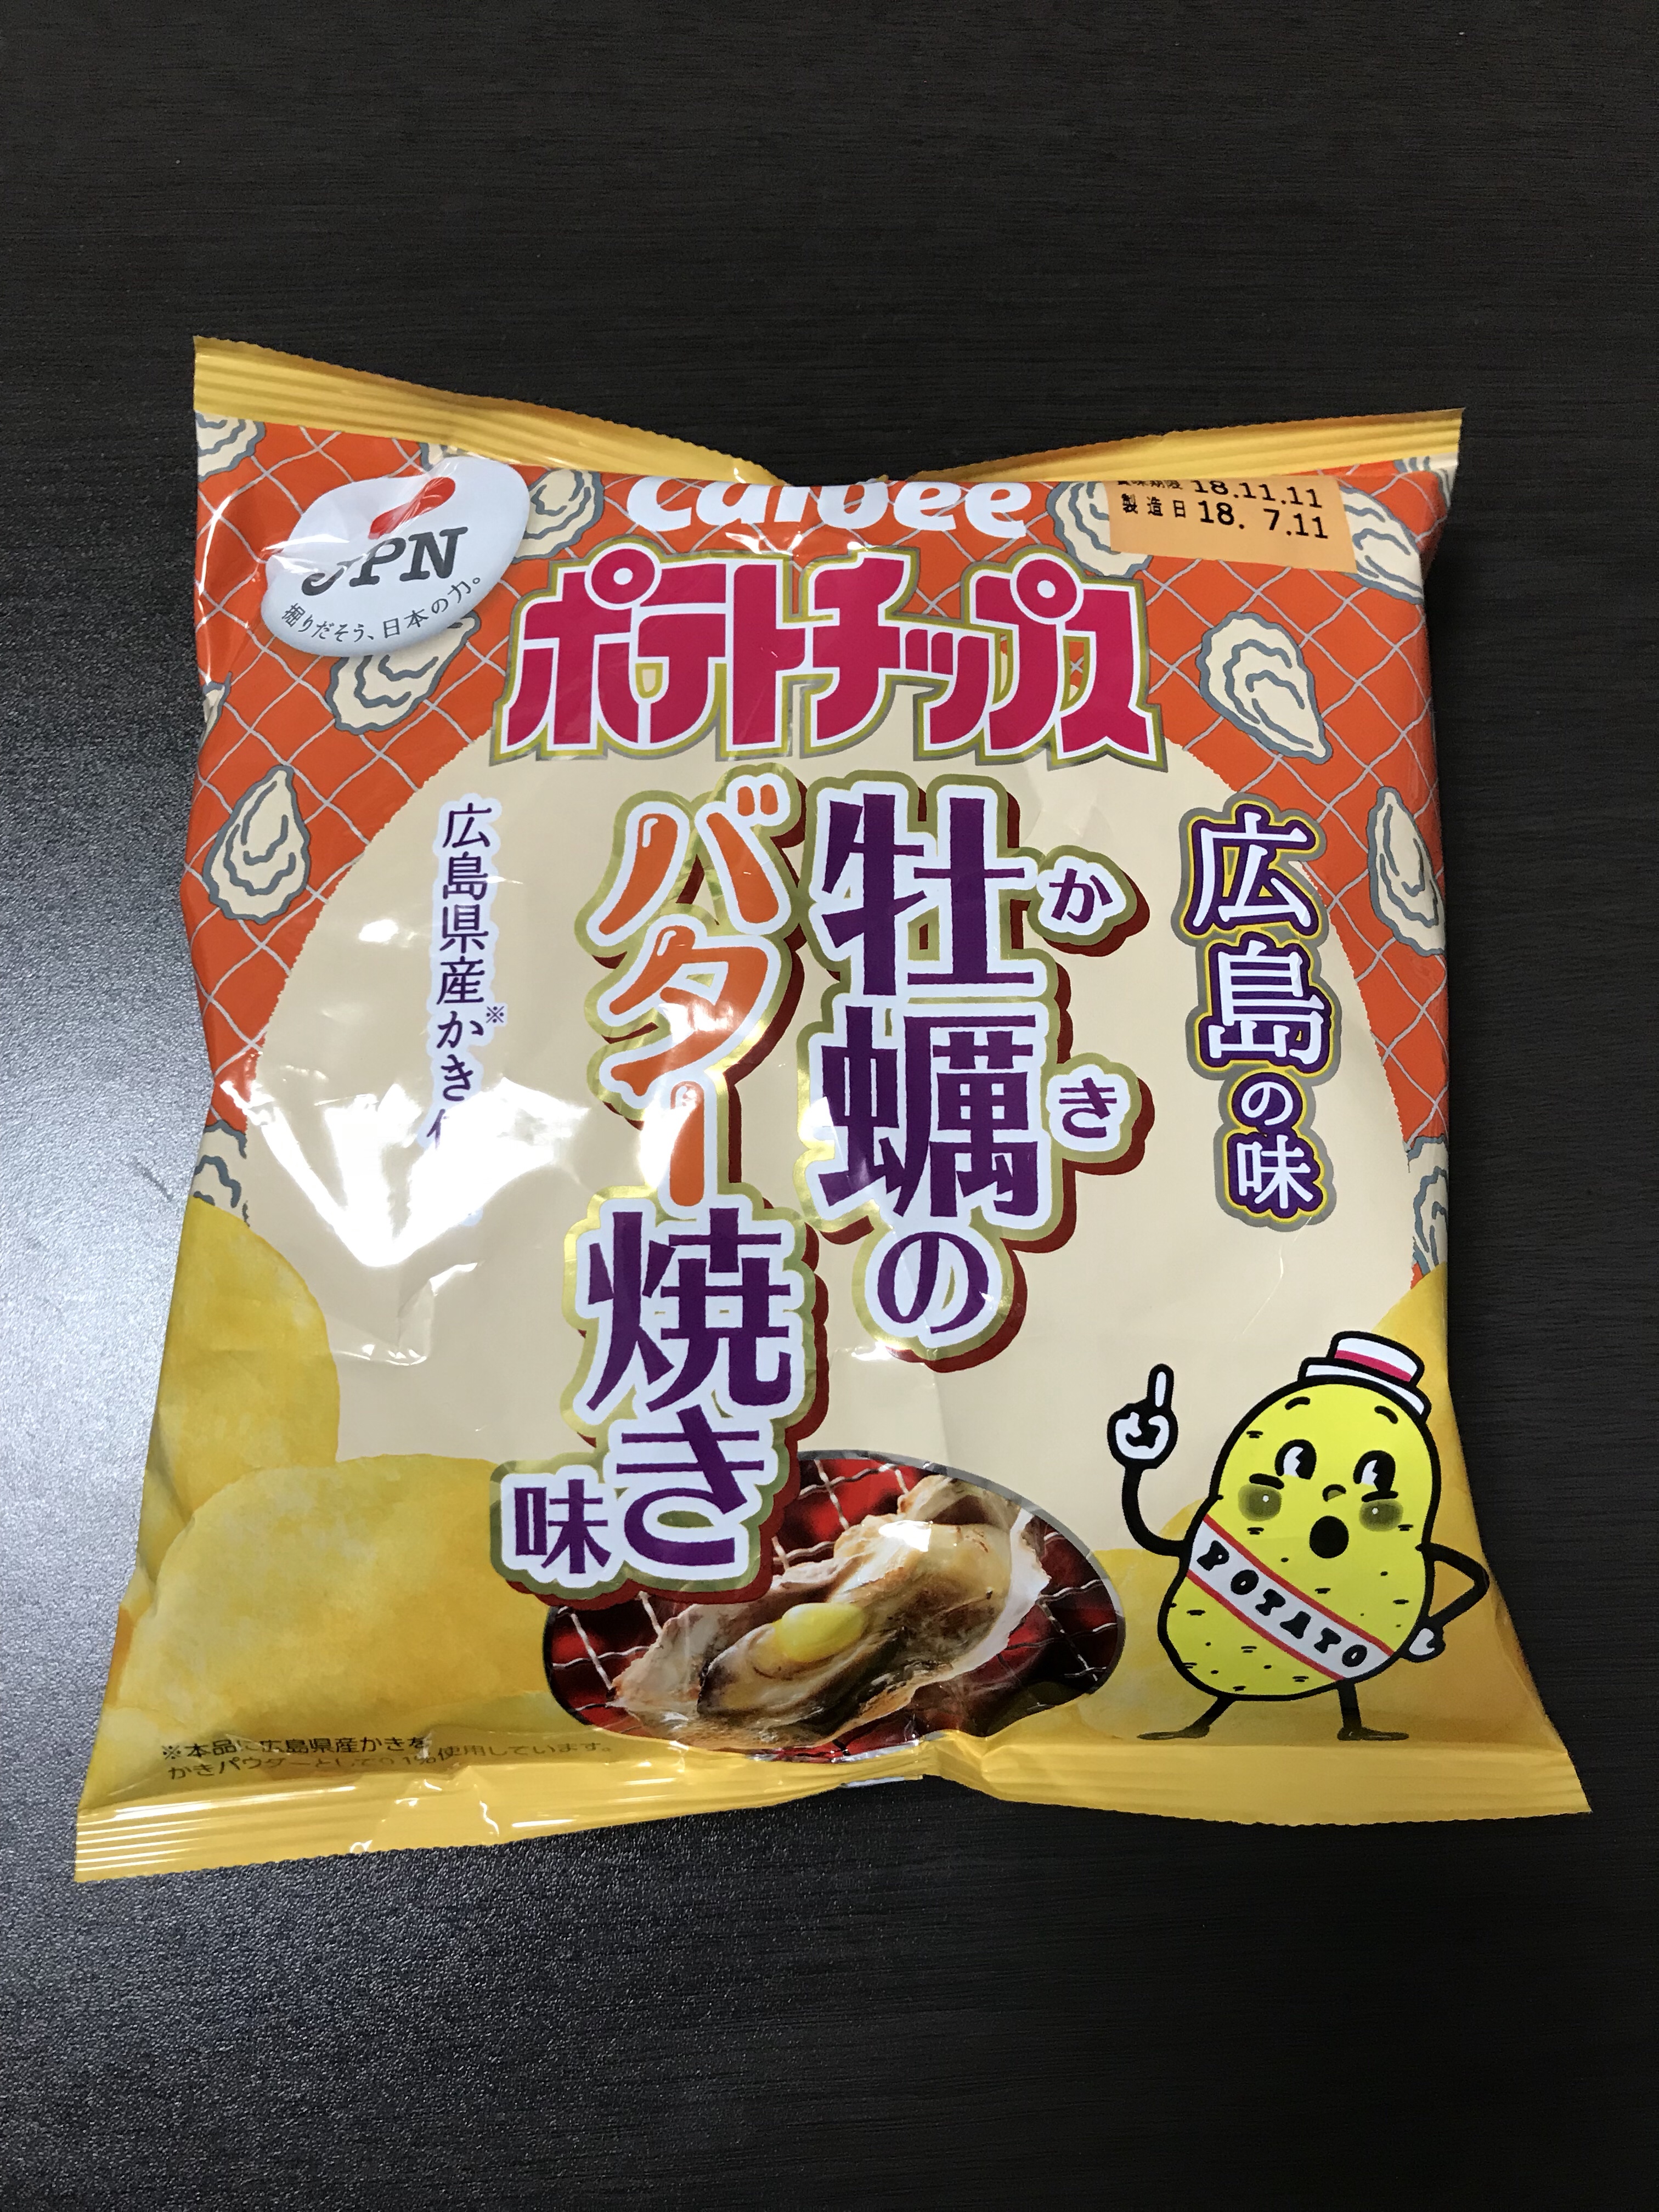 Calbee
賞味期限 18.11.11
製造日 18. 7.11
JPN
掘りだそう、日本の力。
ポテトチップス
広島の味
かき
牡蠣の
バター焼き
味
広島県産かき※
POTATO
※本品に広島県産かきを
かきパウダーとして0.1%使用しています。